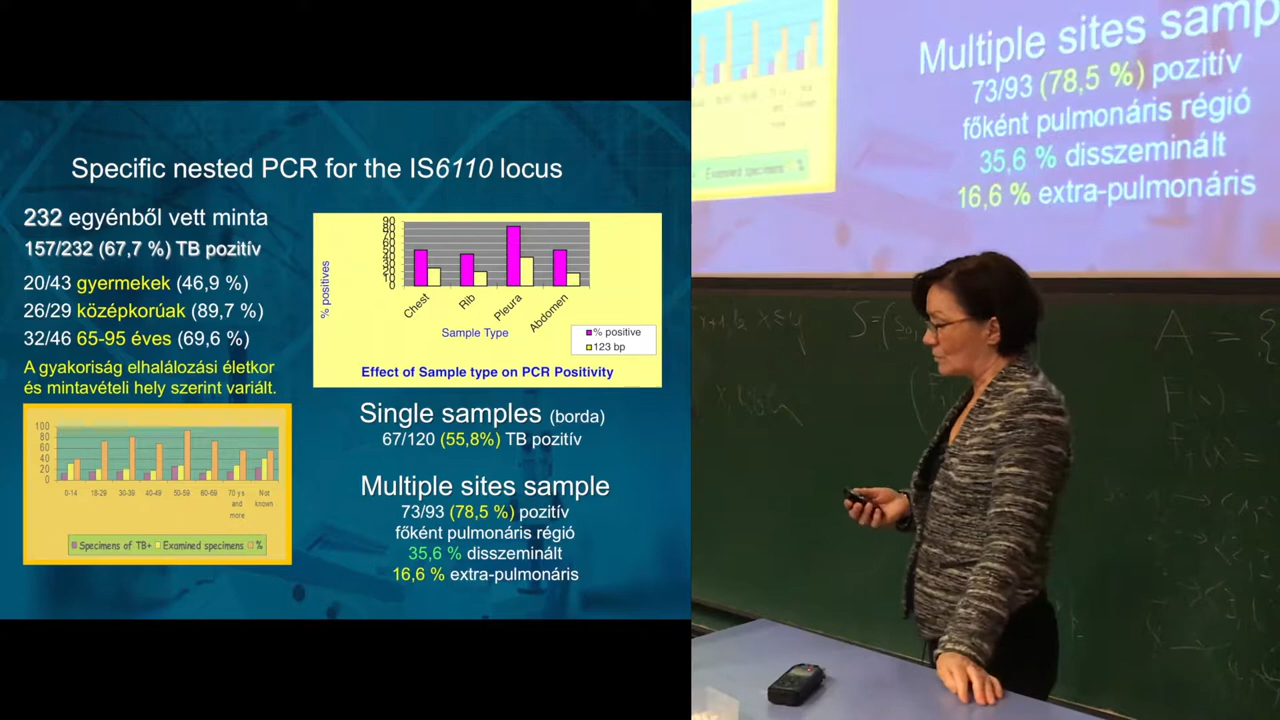 Specific nested PCR for the IS6110 locus
232 egyénből vett minta
157/232 (67,7 %) TB pozitív
20/43 gyermekek (46,9 %)
26/29 középkorúak (89,7 %)
32/46 65-95 éves (69,6 %)
A gyakoriság elhalálozási életkor
és mintavételi hely szerint variált.
100
80
60
40
20
0
0-14 18-29 30-39 40-49 50-59 60-69 70 ys and more Not known
Specimens of TB+ Examined specimens %
90
80
70
60
50
40
30
20
10
0
% positives
Chest Rib Pleura Abdomen
Sample Type
% positive
123 bp
Effect of Sample type on PCR Positivity
Single samples (borda)
67/120 (55,8%) TB pozitív
Multiple sites sample
73/93 (78,5 %) pozitív
főként pulmonáris régió
35,6 % disszeminált
16,6 % extra-pulmonáris
Multiple sites samp
73/93 (78,5 %) pozitív
főként pulmonáris régió
35,6 % disszeminált
16,6 % extra-pulmonáris
Examined specimens %
A = {